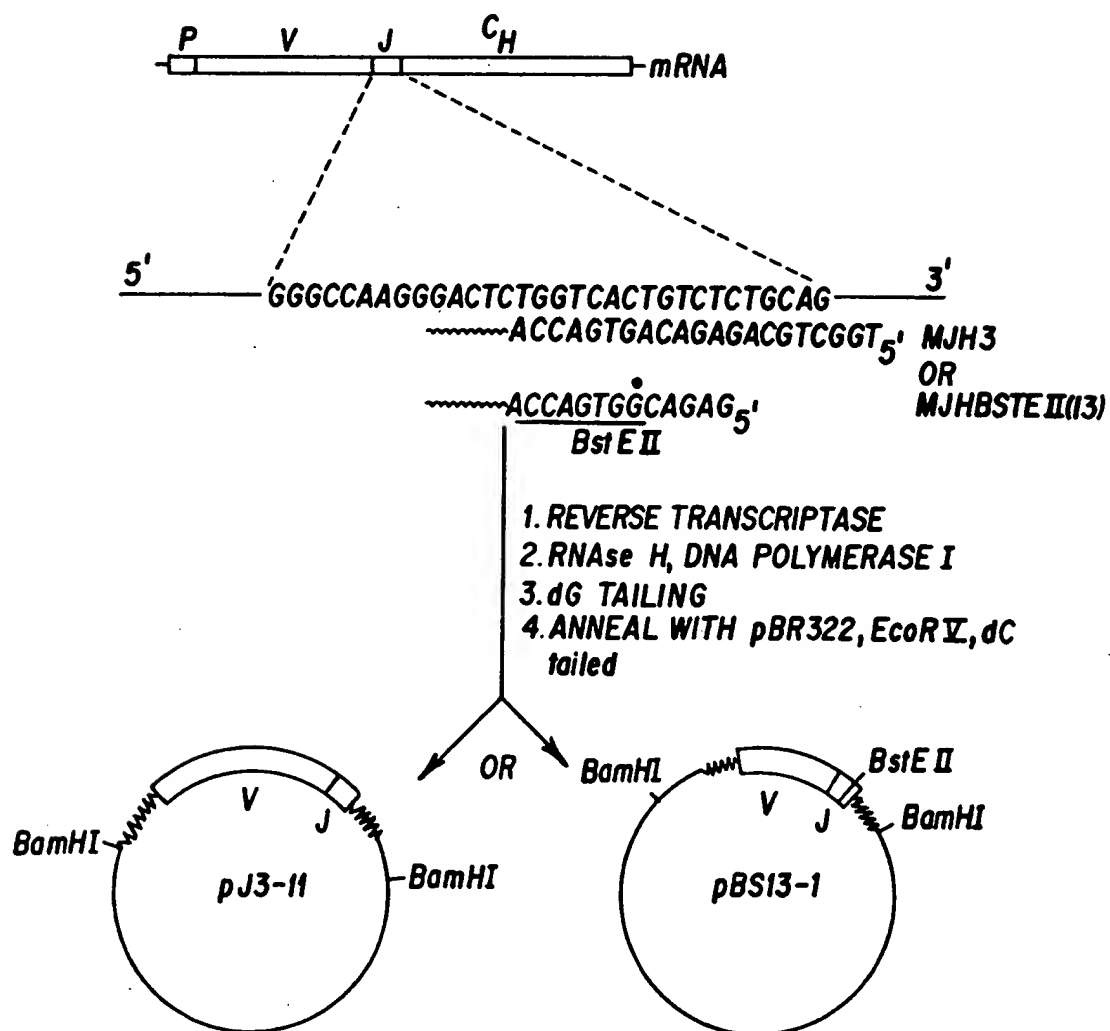 P V J CH
mRNA
5' 3'
GGGCCAAGGGACTCTGGTCACTGTCTCTGCAG
ACCAGTGACAGAGACGTCGGT5' MJH3
OR
MJHBSTEII(13)
ACCAGTGGCAGAG5'
BstEII
1. REVERSE TRANSCRIPTASE
2. RNAse H, DNA POLYMERASE I
3. dG TAILING
4. ANNEAL WITH pBR322, EcoRV, dC
tailed
OR
BamHI
V
J
BamHI
pJ3-11
BamHI
V
J
BstEII
BamHI
pBS13-1